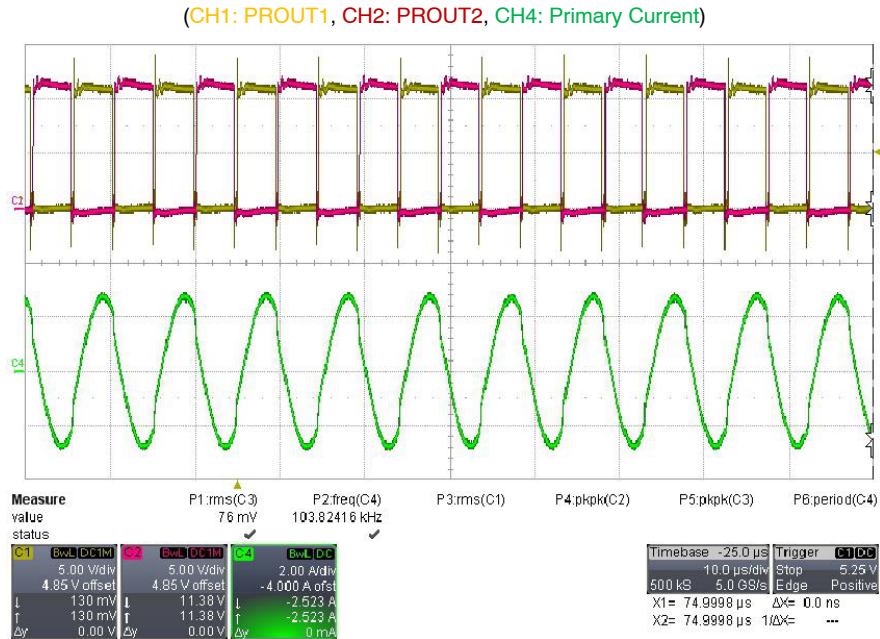 (CH1: PROUT1, CH2: PROUT2, CH4: Primary Current)
C2
C4
Measure P1:rms(C3) P2:freq(C4) P3:rms(C1) P4:pkpk(C2) P5:pkpk(C3) P6:period(C4)
value 76 mV 103.82416 kHz
status
C1 BwL DC1M
5.00 V/div
4.85 V offset
↓ 130 mV
↑ 130 mV
Δy 0.00 V
C2 BwL DC1M
5.00 V/div
4.85 V offset
↓ 11.38 V
↑ 11.38 V
Δy 0.00 V
C4 BwL DC
2.00 A/div
-4.000 A ofst
↓ -2.523 A
↑ -2.523 A
Δy 0 mA
Timebase -25.0 µs
10.0 µs/div
500 kS 5.0 GS/s
Trigger C1 DC
Stop 5.25 V
Edge Positive
X1= 74.9998 µs ΔX= 0.0 ns
X2= 74.9998 µs 1/ΔX= ---